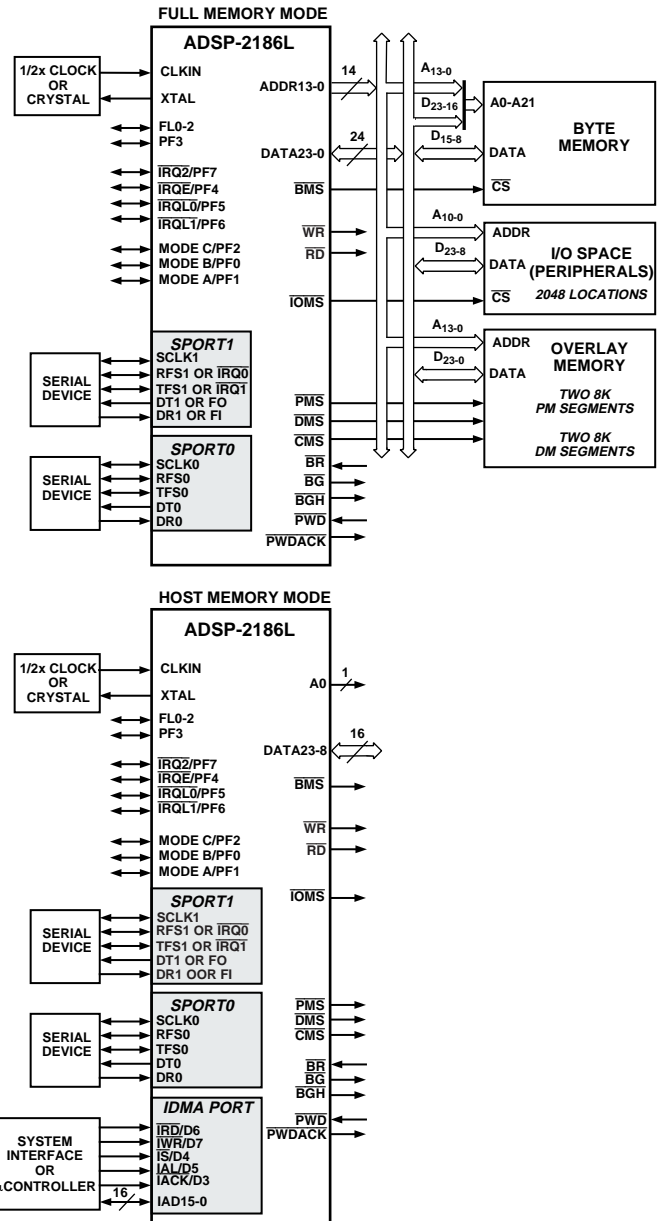 FULL MEMORY MODE
ADSP-2186L
1/2x CLOCK
OR
CRYSTAL
CLKIN
XTAL
FL0-2
PF3
IRQ2/PF7
IRQE/PF4
IRQL0/PF5
IRQL1/PF6
MODE C/PF2
MODE B/PF0
MODE A/PF1
SPORT1
SERIAL
DEVICE
SCLK1
RFS1 OR IRQ0
TFS1 OR IRQ1
DT1 OR FO
DR1 OR FI
SPORT0
SERIAL
DEVICE
SCLK0
RFS0
TFS0
DT0
DR0
ADDR13-0
14
DATA23-0
24
BMS
WR
RD
IOMS
PMS
DMS
CMS
BR
BG
BGH
PWD
PWDACK
A13-0
D23-16
D15-8
A0-A21
BYTE
MEMORY
DATA
CS
A10-0
D23-8
ADDR
I/O SPACE
(PERIPHERALS)
DATA
2048 LOCATIONS
CS
A13-0
D23-0
ADDR
OVERLAY
MEMORY
DATA
TWO 8K
PM SEGMENTS
TWO 8K
DM SEGMENTS
HOST MEMORY MODE
ADSP-2186L
1/2x CLOCK
OR
CRYSTAL
CLKIN
XTAL
FL0-2
PF3
IRQ2/PF7
IRQE/PF4
IRQL0/PF5
IRQL1/PF6
MODE C/PF2
MODE B/PF0
MODE A/PF1
SPORT1
SERIAL
DEVICE
SCLK1
RFS1 OR IRQ0
TFS1 OR IRQ1
DT1 OR FO
DR1 OOR FI
SPORT0
SERIAL
DEVICE
SCLK0
RFS0
TFS0
DT0
DR0
IDMA PORT
SYSTEM
INTERFACE
OR
CONTROLLER
IRD/D6
IWR/D7
IS/D4
IAL/D5
IACK/D3
16
IAD15-0
A0
1
DATA23-8
16
BMS
WR
RD
IOMS
PMS
DMS
CMS
BR
BG
BGH
PWD
PWDACK